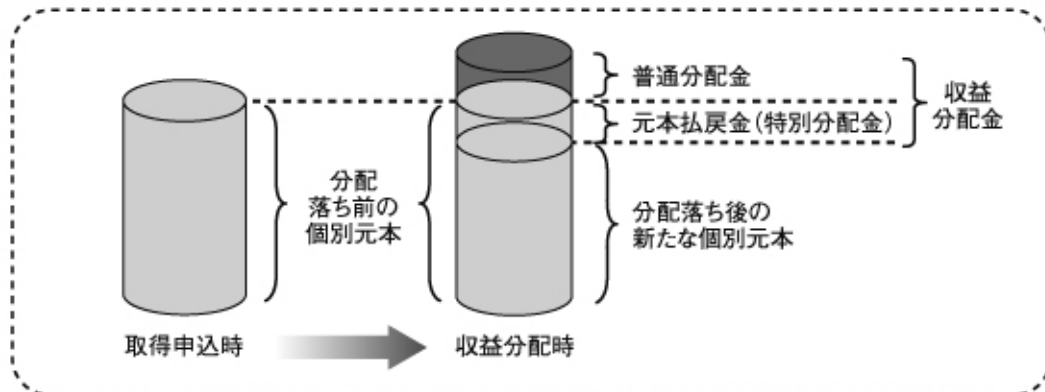 普通分配金
元本払戻金（特別分配金）
収益
分配金
分配
落ち前の
個別元本
分配落ち後の
新たな個別元本
取得申込時
収益分配時